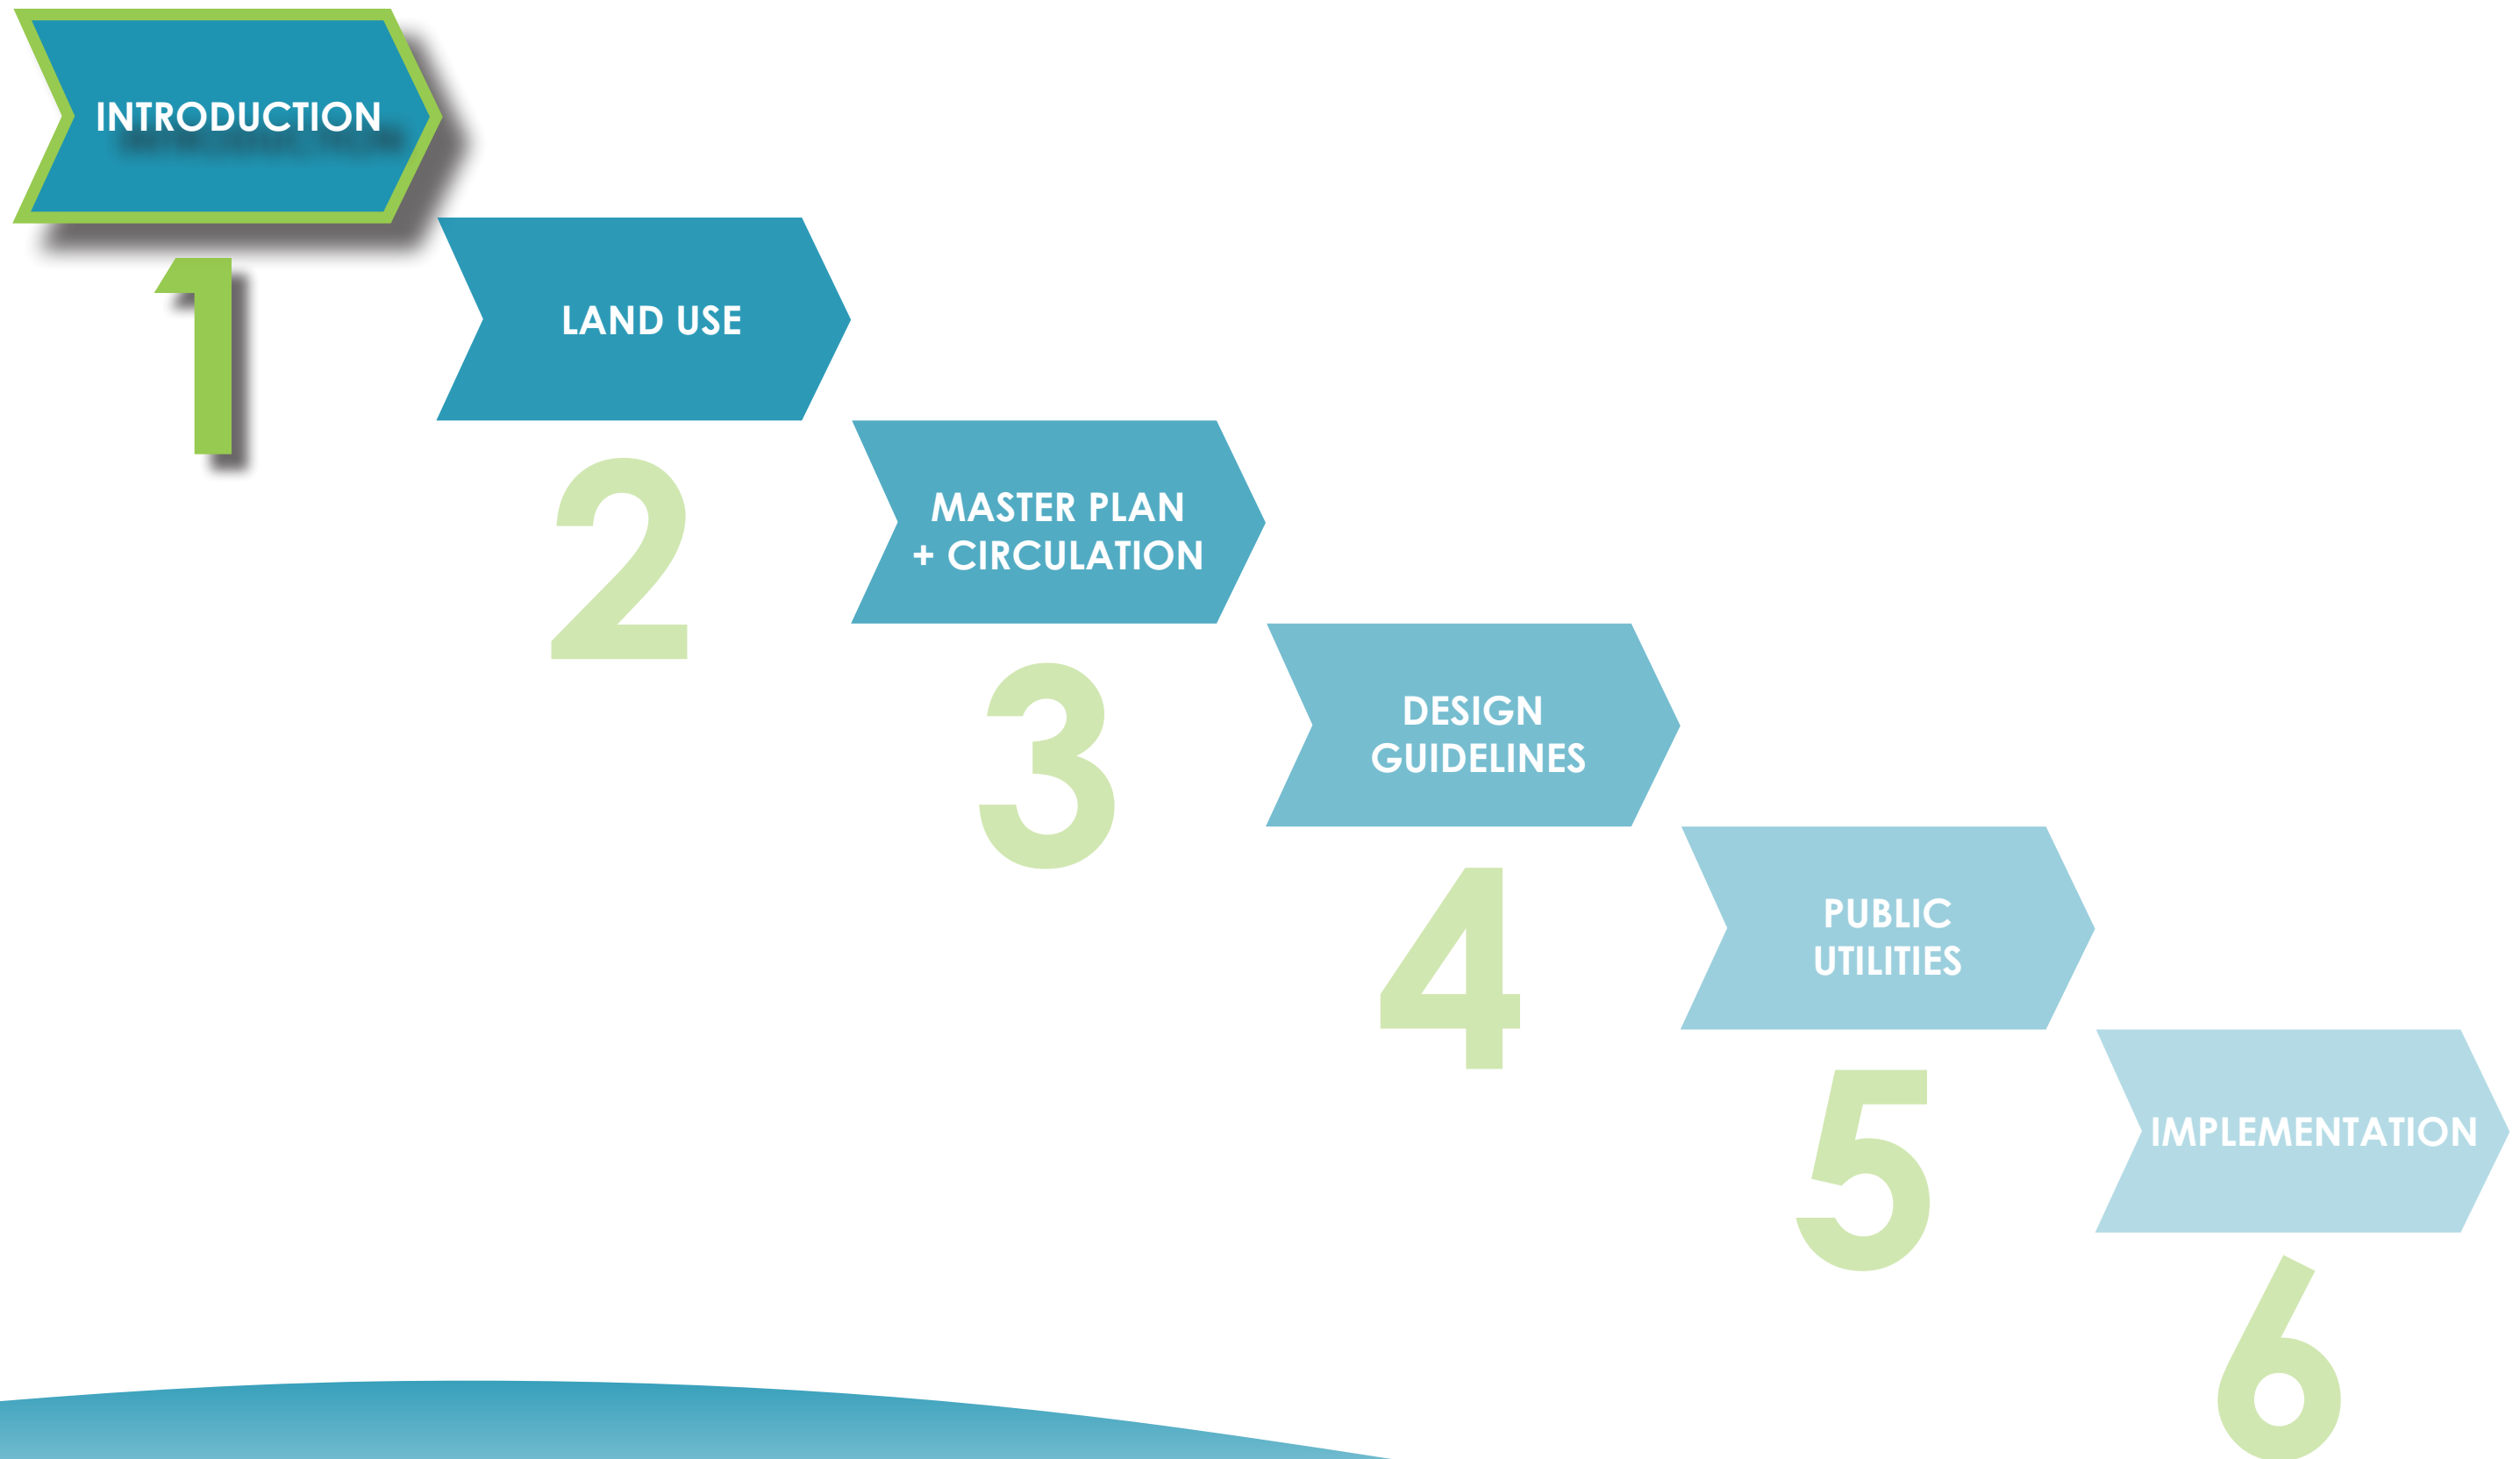 INTRODUCTION
1
LAND USE
2
MASTER PLAN
+ CIRCULATION
3
DESIGN
GUIDELINES
4
PUBLIC
UTILITIES
5
IMPLEMENTATION
6